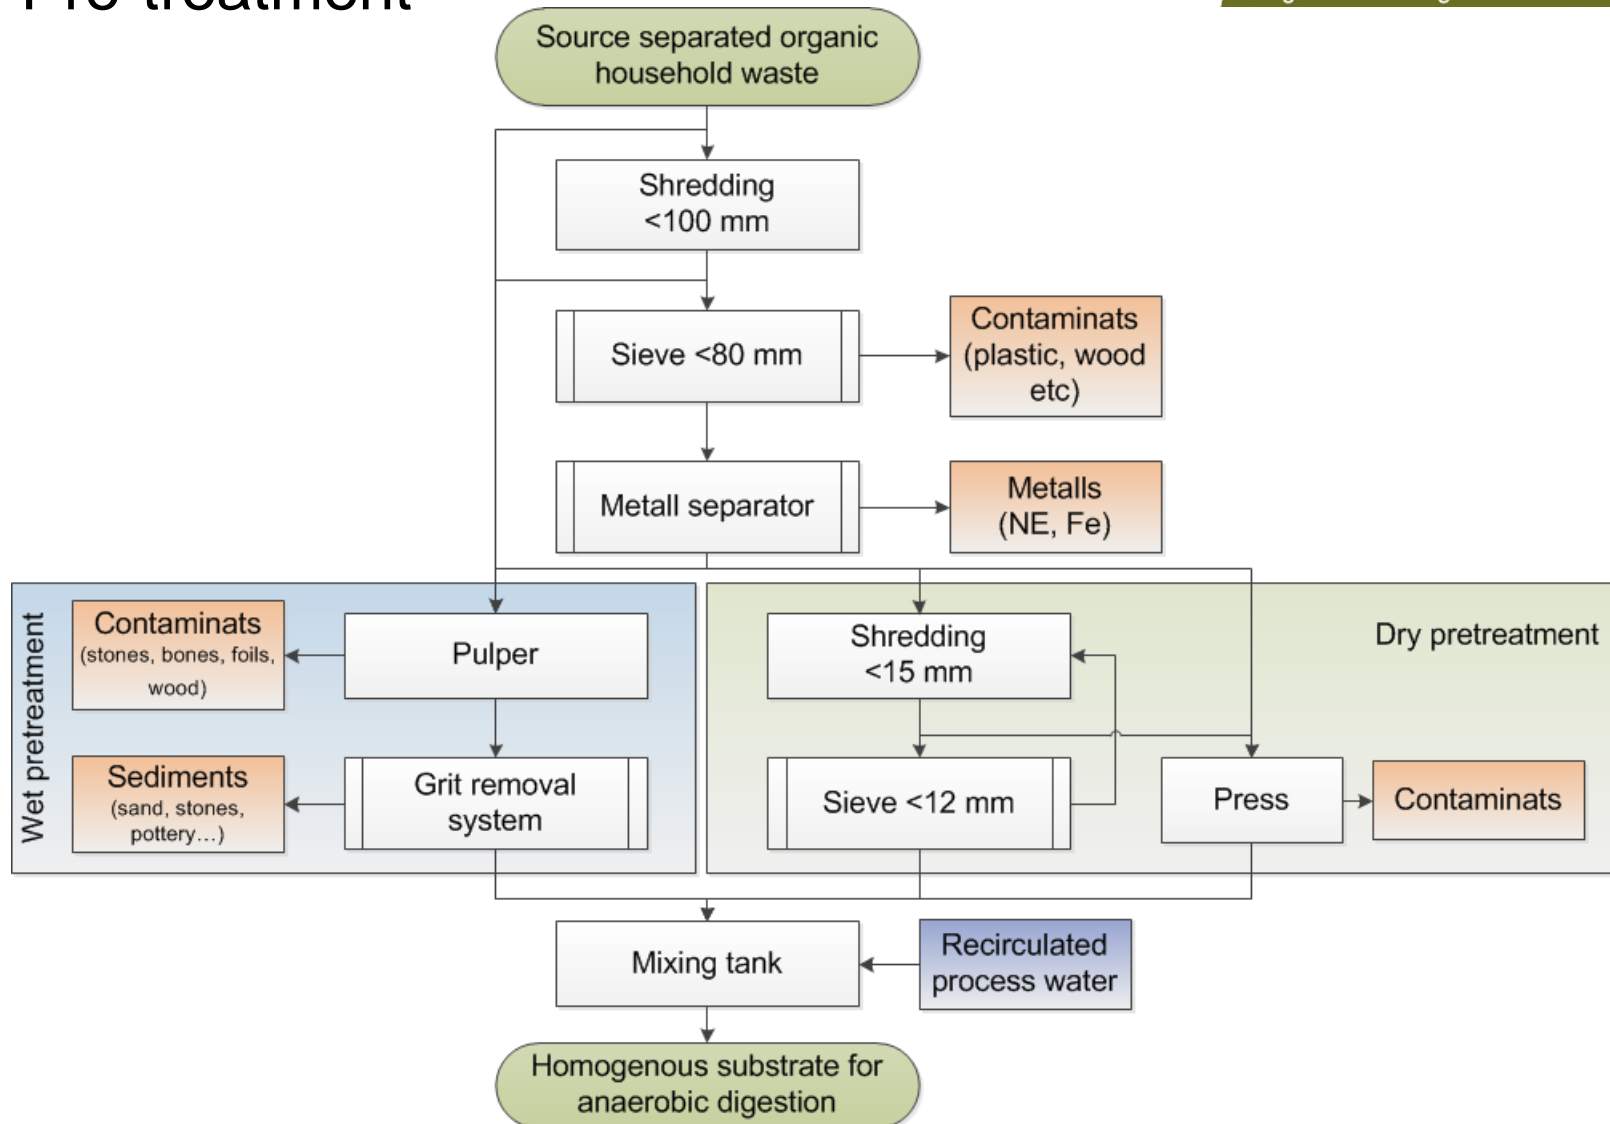 Pre-treatment
Source separated organic
household waste
Shredding
<100 mm
Sieve <80 mm
Contaminats
(plastic, wood
etc)
Metall separator
Metalls
(NE, Fe)
Wet pretreatment
Contaminats
(stones, bones, foils,
wood)
Pulper
Sediments
(sand, stones,
pottery...)
Grit removal
system
Dry pretreatment
Shredding
<15 mm
Sieve <12 mm
Press
Contaminats
Mixing tank
Recirculated
process water
Homogenous substrate for
anaerobic digestion